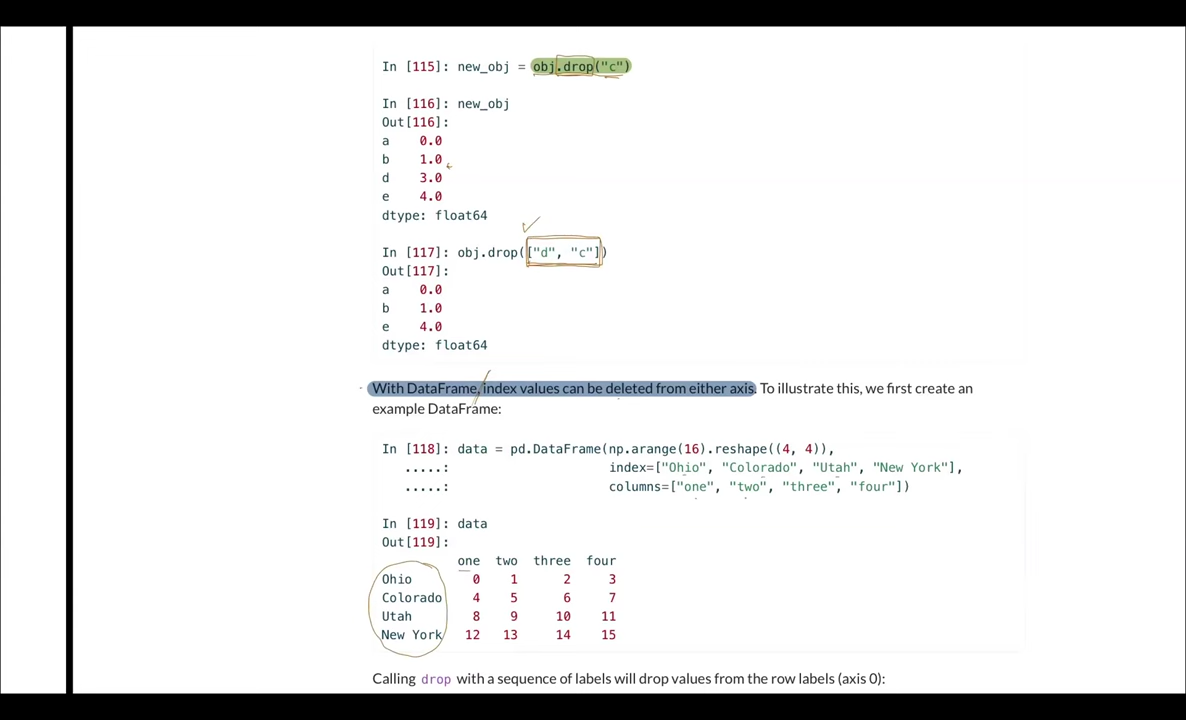 In [115]: new_obj = obj.drop("c")
In [116]: new_obj
Out[116]:
a    0.0
b    1.0
d    3.0
e    4.0
dtype: float64
In [117]: obj.drop(["d", "c"])
Out[117]:
a    0.0
b    1.0
e    4.0
dtype: float64
With DataFrame, index values can be deleted from either axis. To illustrate this, we first create an
example DataFrame:
In [118]: data = pd.DataFrame(np.arange(16).reshape((4, 4)),
   .....:                     index=["Ohio", "Colorado", "Utah", "New York"],
   .....:                     columns=["one", "two", "three", "four"])
In [119]: data
Out[119]:
          one  two  three  four
Ohio        0    1      2     3
Colorado    4    5      6     7
Utah        8    9     10    11
New York   12   13     14    15
Calling drop with a sequence of labels will drop values from the row labels (axis 0):